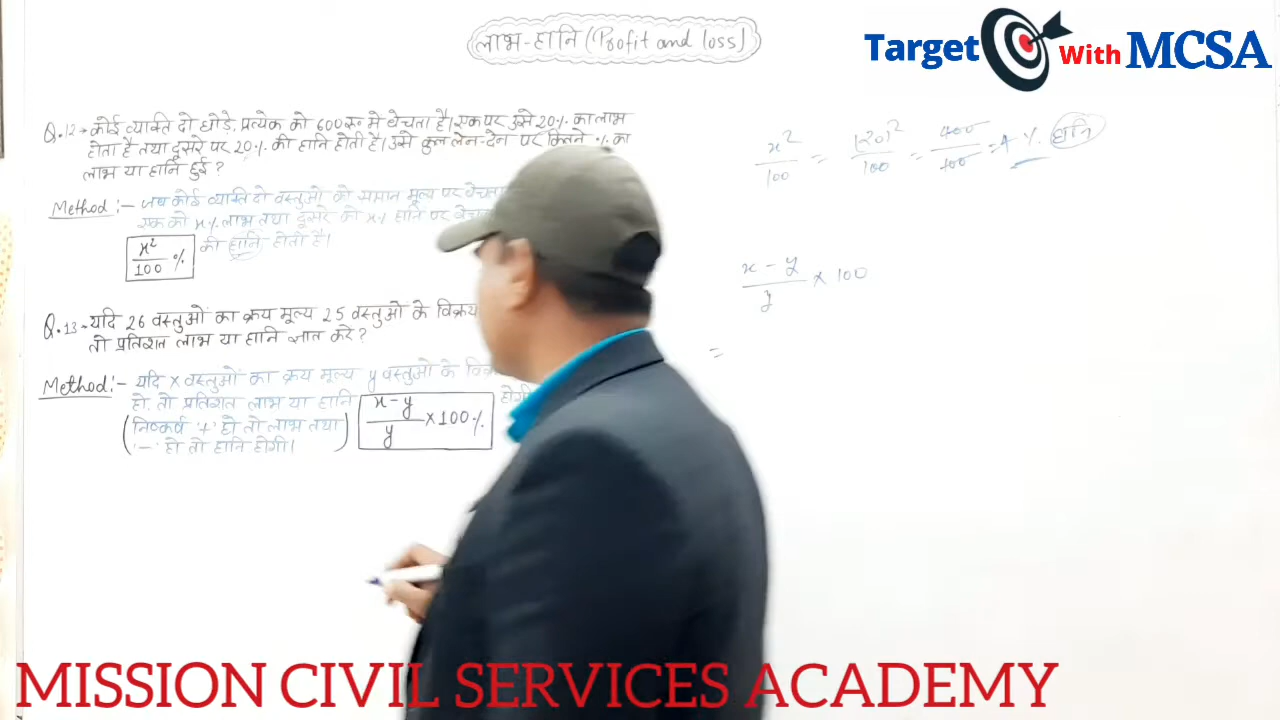 लाभ-हानि (Profit and loss)
Target With MCSA
Q.12→ कोई व्यक्ति दो घोड़े, प्रत्येक को 600 रु॰ में बेचता है। एक पर उसे 20% का लाभ
होता है तथा दूसरे पर 20% की हानि होती है। उसे कुल लेन-देन पर कितने % का
लाभ या हानि हुई ?
Method:- जब कोई व्यक्ति दो वस्तुओं को समान मूल्य पर बेचता
एक को x% लाभ तथा दूसरे को x% हानि पर
x²/100 % की हानि होती है।
Q.13→ यदि 26 वस्तुओं का क्रय मूल्य 25 वस्तुओं के विक्रय
तो प्रतिशत लाभ या हानि ज्ञात करे ?
Method:- यदि x वस्तुओं का क्रय मूल्य y वस्तुओं के
हो, तो प्रतिशत लाभ या हानि x-y/y × 100% होगी
(निष्कर्ष '+' हो तो लाभ तथा
'-' हो तो हानि होगी।)
x²/100 = (20)²/100 = 400/100 = 4% हानि
x-y/y × 100
=
MISSION CIVIL SERVICES ACADEMY